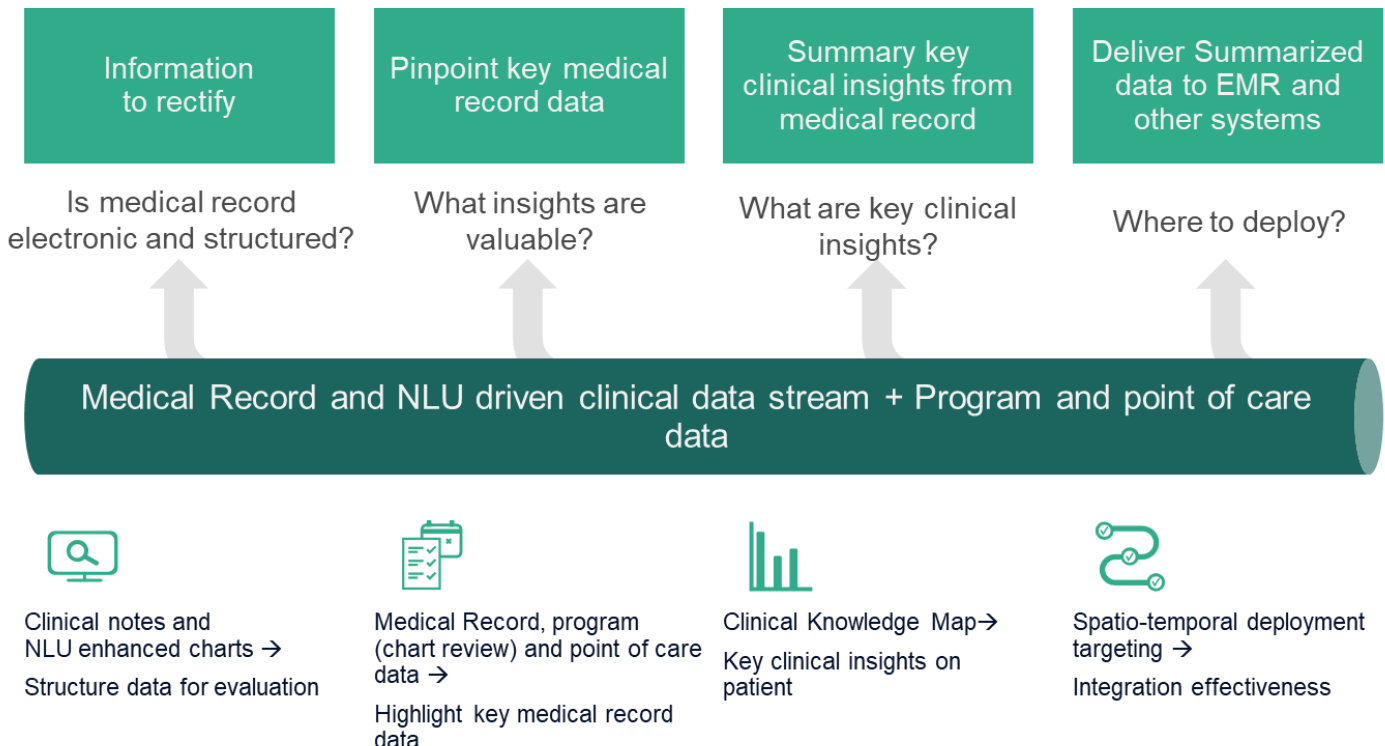 Information
to rectify
Pinpoint key medical
record data
Summary key
clinical insights from
medical record
Deliver Summarized
data to EMR and
other systems
Is medical record
electronic and structured?
What insights are
valuable?
What are key clinical
insights?
Where to deploy?
Medical Record and NLU driven clinical data stream + Program and point of care
data
Clinical notes and
NLU enhanced charts →
Structure data for evaluation
Medical Record, program
(chart review) and point of care
data →
Highlight key medical record
data
Clinical Knowledge Map→
Key clinical insights on
patient
Spatio-temporal deployment
targeting →
Integration effectiveness